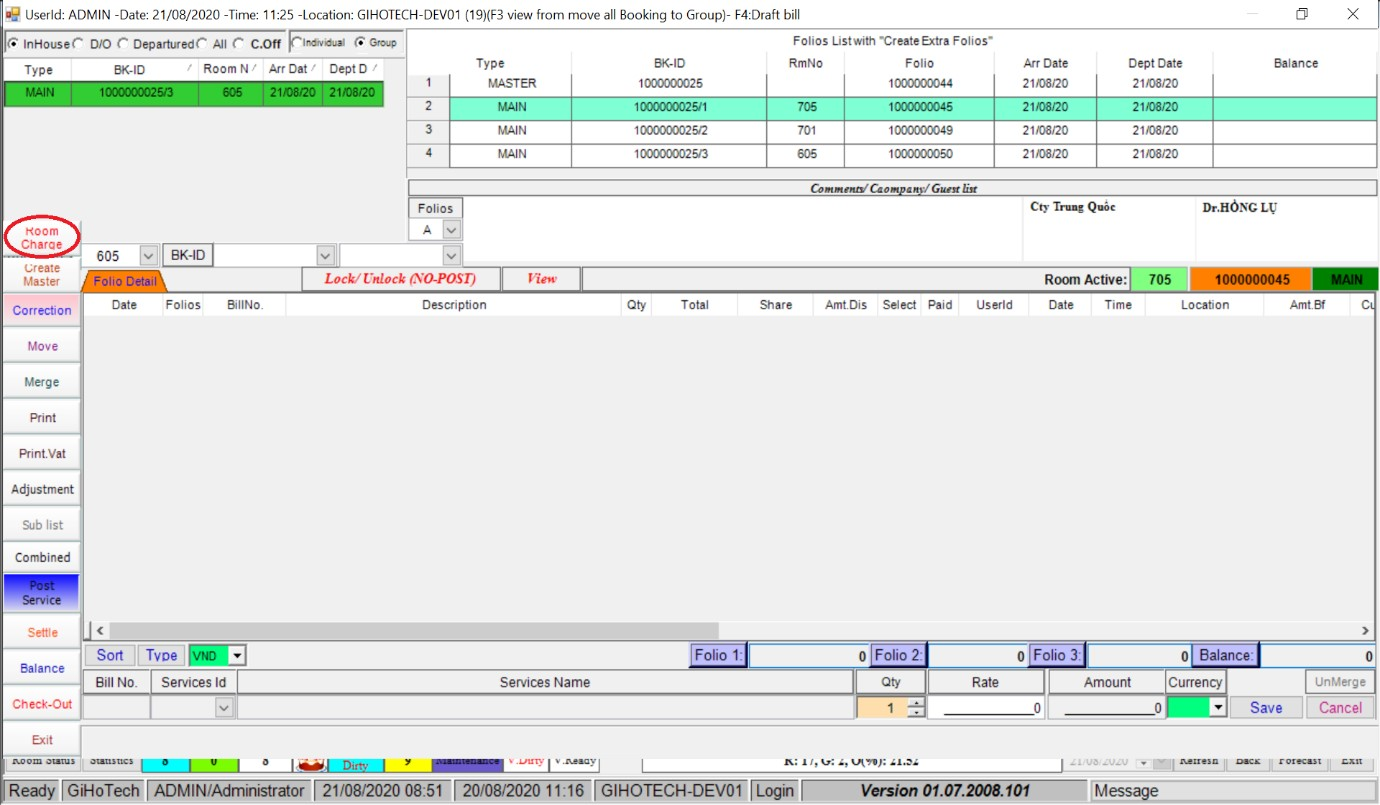 UserId: ADMIN -Date: 21/08/2020 -Time: 11:25 -Location: GIHOTECH-DEV01 (19)(F3 view from move all Booking to Group)- F4:Draft bill
InHouse D/O Departured All C.Off Individual Group
Type BK-ID Room N Arr Dat Dept D
MAIN 1000000025/3 605 21/08/20 21/08/20
Folios List with "Create Extra Folios"
Type BK-ID RmNo Folio Arr Date Dept Date Balance
1 MASTER 1000000025 1000000044 21/08/20 21/08/20
2 MAIN 1000000025/1 705 1000000045 21/08/20 21/08/20
3 MAIN 1000000025/2 701 1000000049 21/08/20 21/08/20
4 MAIN 1000000025/3 605 1000000050 21/08/20 21/08/20
Comments/ Caompany/ Guest list
Folios
A
Cty Trung Quôc
Dr.HỒNG LỤ
605 BK-ID
Folio Detail Lock/ Unlock (NO-POST) View Room Active: 705 1000000045 MAIN
Date Folios BillNo. Description Qty Total Share Amt.Dis Select Paid UserId Date Time Location Amt.Bf Cu
Room
Charge
Create
Master
Correction
Move
Merge
Print
Print.Vat
Adjustment
Sub list
Combined
Post
Service
Settle
Balance
Check-Out
Exit
Sort Type VND Folio 1: 0 Folio 2: 0 Folio 3: 0 Balance: 0
Bill No. Services Id Services Name Qty Rate Amount Currency UnMerge
1 0 0 Save Cancel
Room Status Statistics 8 0 8 Dirty 9 Maintenance V.Dirty V.Ready R: 17, G: 2, O(%): 21.52 21/08/2020 Refresh Back Forecast Exit
Ready GiHoTech ADMIN/Administrator 21/08/2020 08:51 20/08/2020 11:16 GIHOTECH-DEV01 Login Version 01.07.2008.101 Message